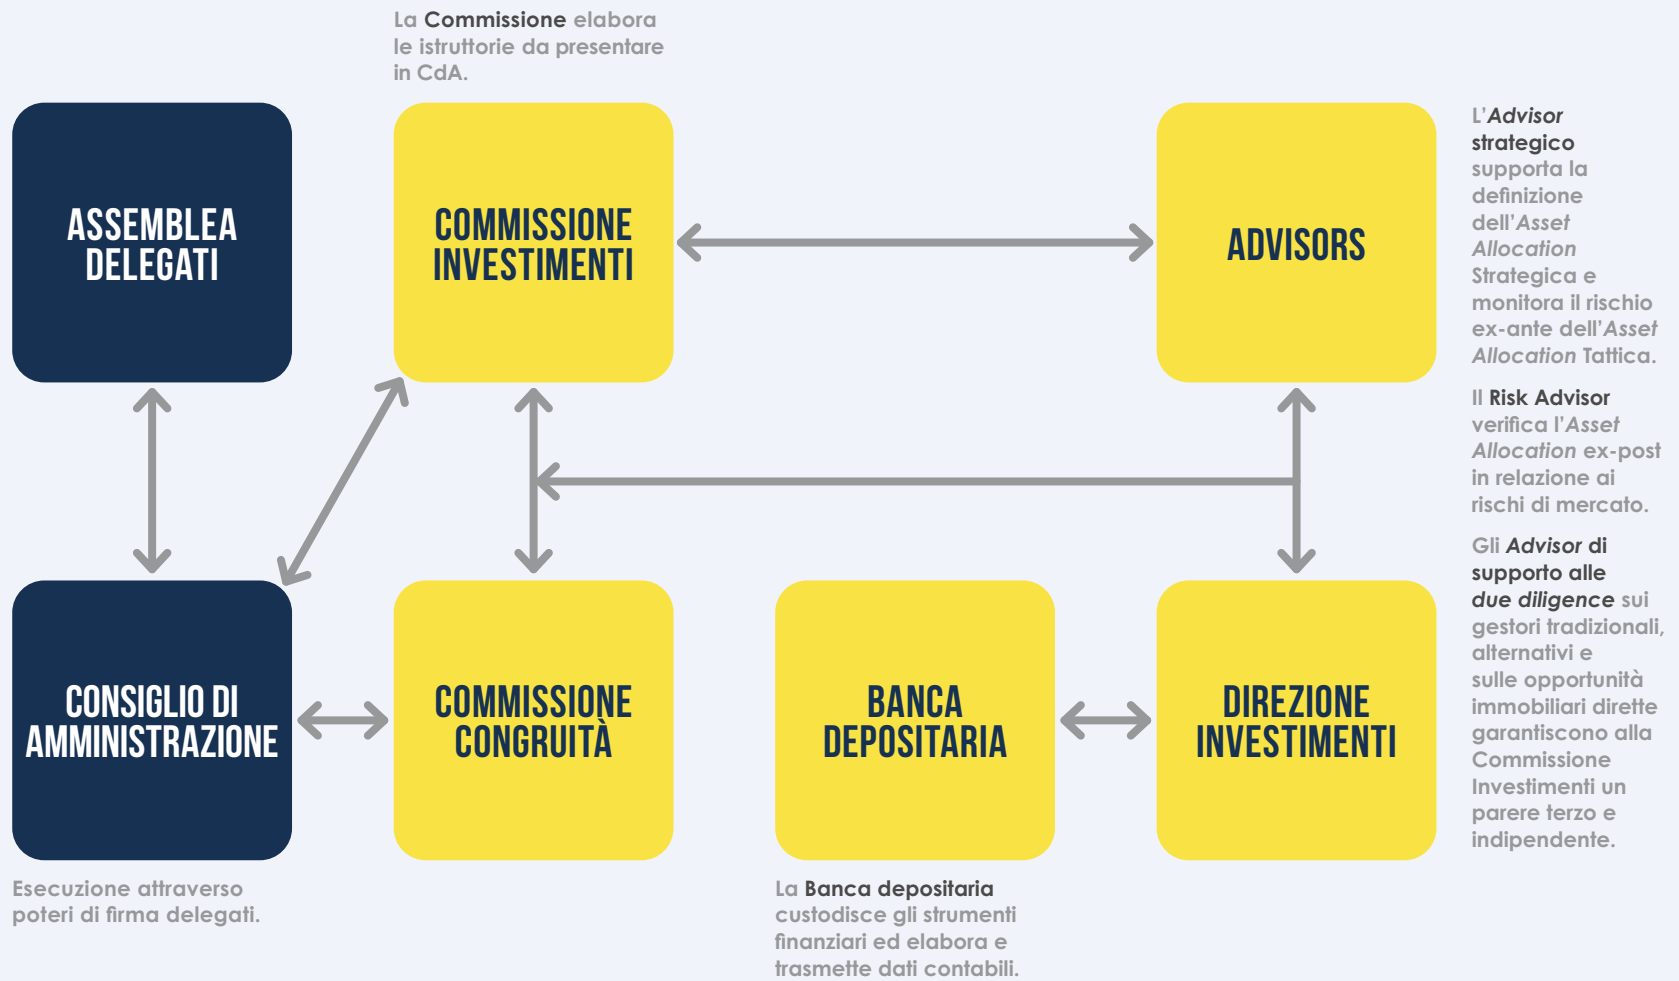 La Commissione elabora
le istruttorie da presentare
in CdA.
ASSEMBLEA
DELEGATI
COMMISSIONE
INVESTIMENTI
ADVISORS
L'Advisor
strategico
supporta la
definizione
dell'Asset
Allocation
Strategica e
monitora il rischio
ex-ante dell'Asset
Allocation Tattica.
Il Risk Advisor
verifica l'Asset
Allocation ex-post
in relazione ai
rischi di mercato.
Gli Advisor di
supporto alle
due diligence sui
gestori tradizionali,
alternativi e
sulle opportunità
immobiliari dirette
garantiscono alla
Commissione
Investimenti un
parere terzo e
indipendente.
CONSIGLIO DI
AMMINISTRAZIONE
COMMISSIONE
CONGRUITÀ
BANCA
DEPOSITARIA
DIREZIONE
INVESTIMENTI
Esecuzione attraverso
poteri di firma delegati.
La Banca depositaria
custodisce gli strumenti
finanziari ed elabora e
trasmette dati contabili.